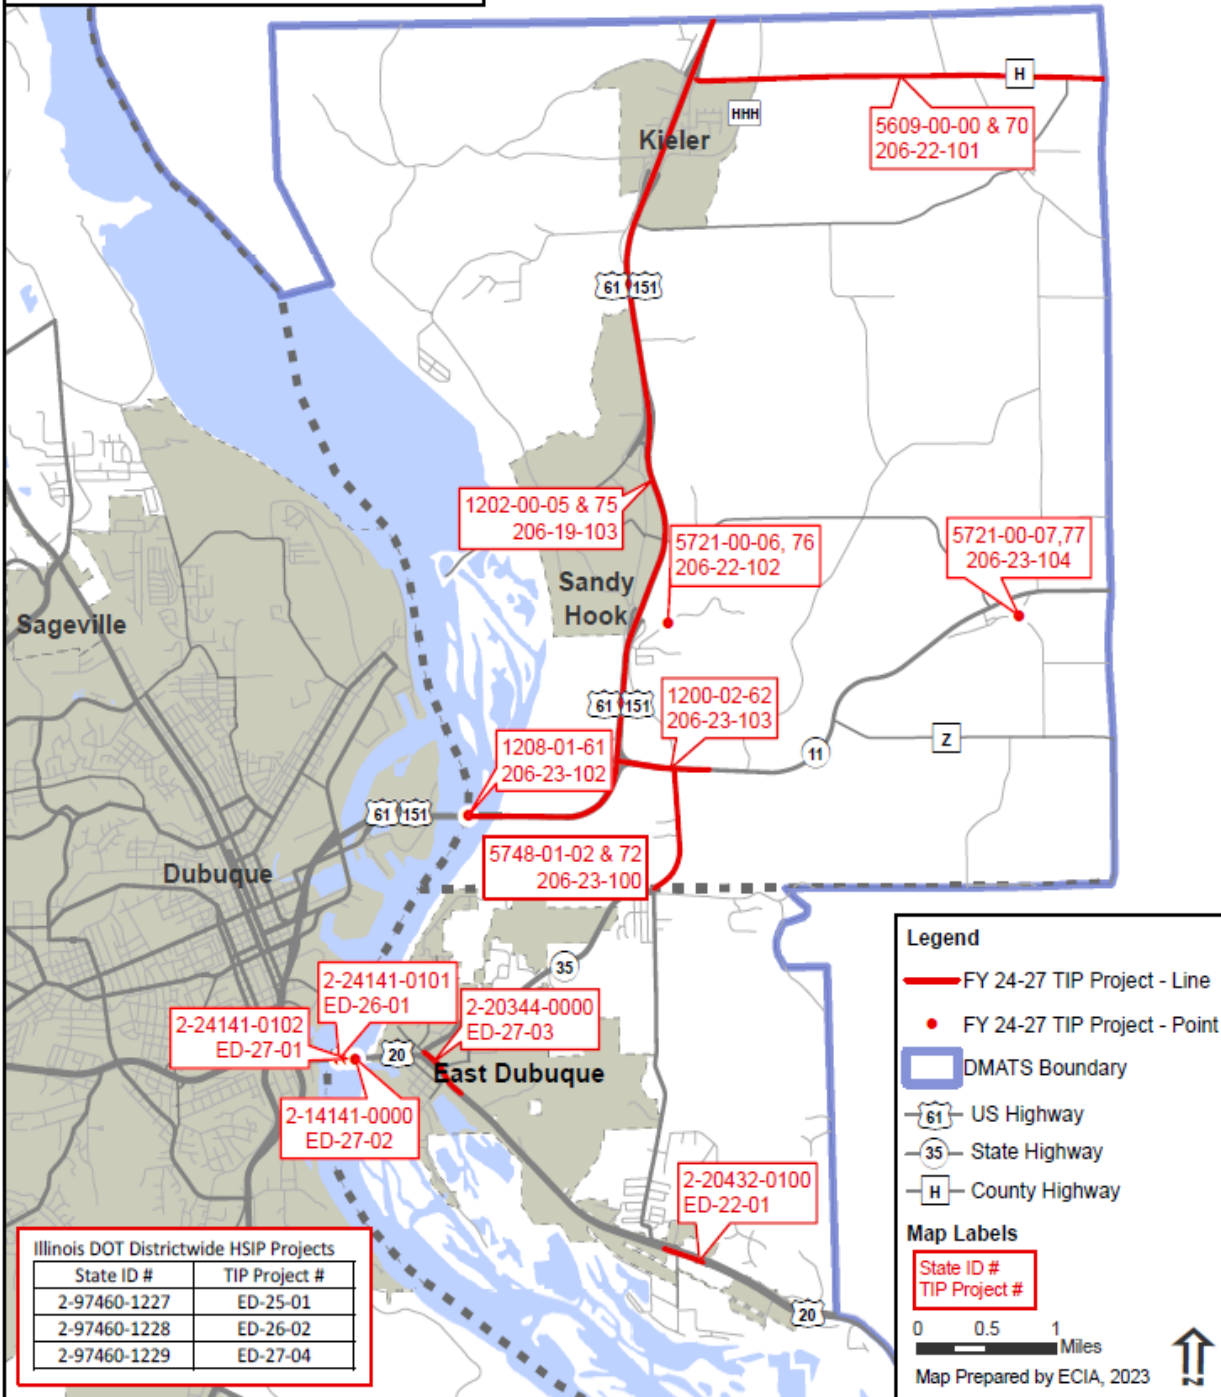 H
HHH
Kieler
5609-00-00 & 70
206-22-101
61 151
1202-00-05 & 75
206-19-103
5721-00-06, 76
206-22-102
5721-00-07,77
206-23-104
Sandy
Hook
Sageville
61 151
1200-02-62
206-23-103
1208-01-61
206-23-102
11
Z
61 151
5748-01-02 & 72
206-23-100
Dubuque
35
2-24141-0101
ED-26-01
2-24141-0102
ED-27-01
2-20344-0000
ED-27-03
20
East Dubuque
2-14141-0000
ED-27-02
2-20432-0100
ED-22-01
20
Illinois DOT Districtwide HSIP Projects
State ID # TIP Project #
2-97460-1227 ED-25-01
2-97460-1228 ED-26-02
2-97460-1229 ED-27-04
Legend
FY 24-27 TIP Project - Line
FY 24-27 TIP Project - Point
DMATS Boundary
61 US Highway
35 State Highway
H County Highway
Map Labels
State ID #
TIP Project #
0 0.5 1
Miles
Map Prepared by ECIA, 2023
N